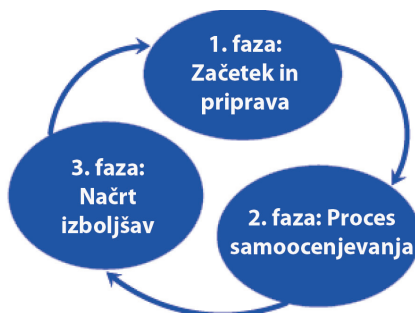 1. faza:
Začetek in
priprava
2. faza: Proces
samoocenjevanja
3. faza:
Načrt
izboljšav